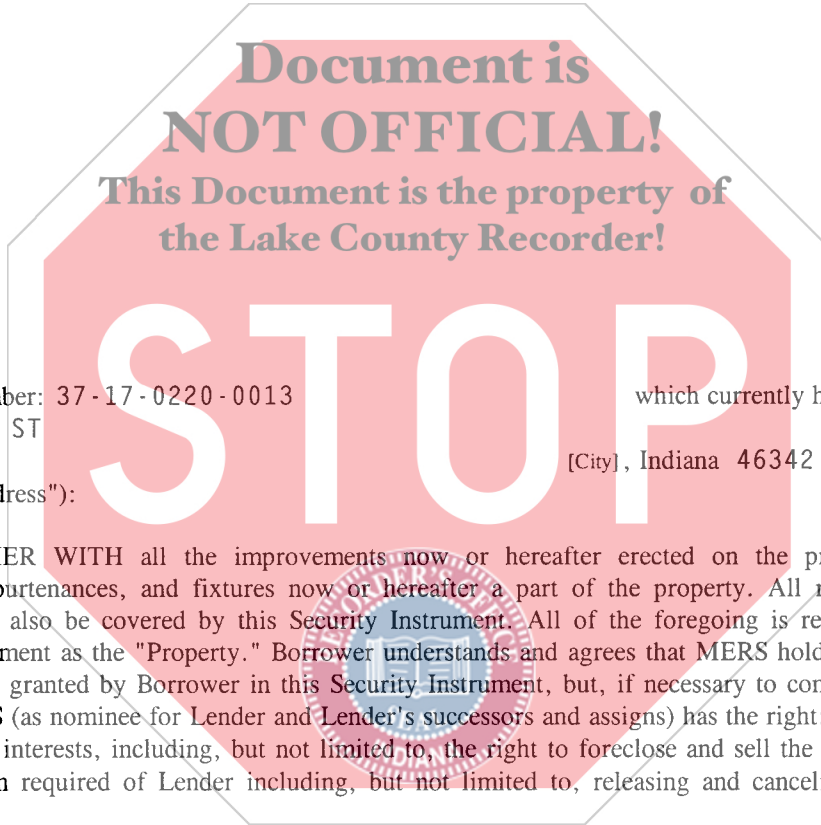 Document is
NOT OFFICIAL!
This Document is the property of
the Lake County Recorder!
STOP
ber: 37-17-0220-0013 which currently h
ST
[City], Indiana 46342
dress"):
ER WITH all the improvements now or hereafter erected on the pr
purtenances, and fixtures now or hereafter a part of the property. All r
also be covered by this Security Instrument. All of the foregoing is re
ment as the "Property." Borrower understands and agrees that MERS hold
granted by Borrower in this Security Instrument, but, if necessary to con
S (as nominee for Lender and Lender's successors and assigns) has the right
interests, including, but not limited to, the right to foreclose and sell the
n required of Lender including, but not limited to, releasing and cancel
RECORDER'S OFFICE
SEAL
INDIANA